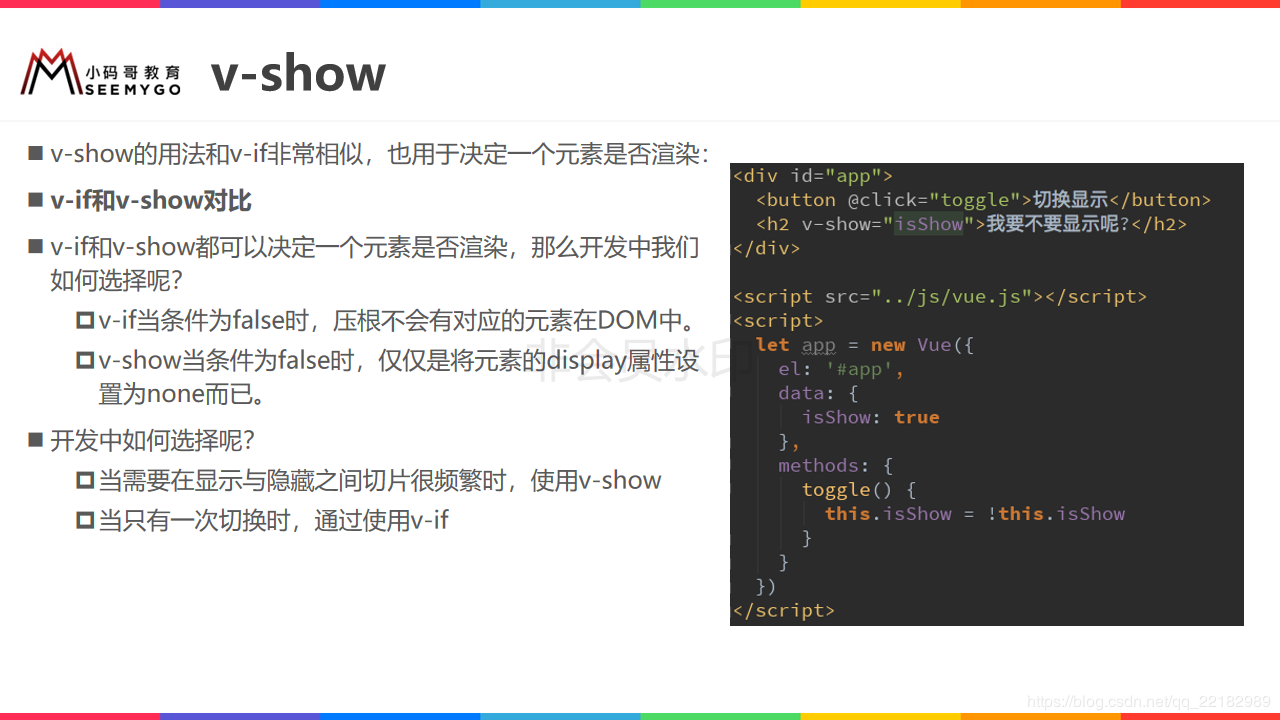 小码哥教育
SEEMYGO
v-show
v-show的用法和v-if非常相似，也用于决定一个元素是否渲染：
v-if和v-show对比
v-if和v-show都可以决定一个元素是否渲染，那么开发中我们
如何选择呢？
v-if当条件为false时，压根不会有对应的元素在DOM中。
v-show当条件为false时，仅仅是将元素的display属性设
置为none而已。
开发中如何选择呢？
当需要在显示与隐藏之间切片很频繁时，使用v-show
当只有一次切换时，通过使用v-if
非会员水印
<div id="app">
  <button @click="toggle">切换显示</button>
  <h2 v-show="isShow">我要不要显示呢?</h2>
</div>
<script src="../js/vue.js"></script>
<script>
  let app = new Vue({
    el: '#app',
    data: {
      isShow: true
    },
    methods: {
      toggle() {
        this.isShow = !this.isShow
      }
    }
  })
</script>
https://blog.csdn.net/qq_22182989